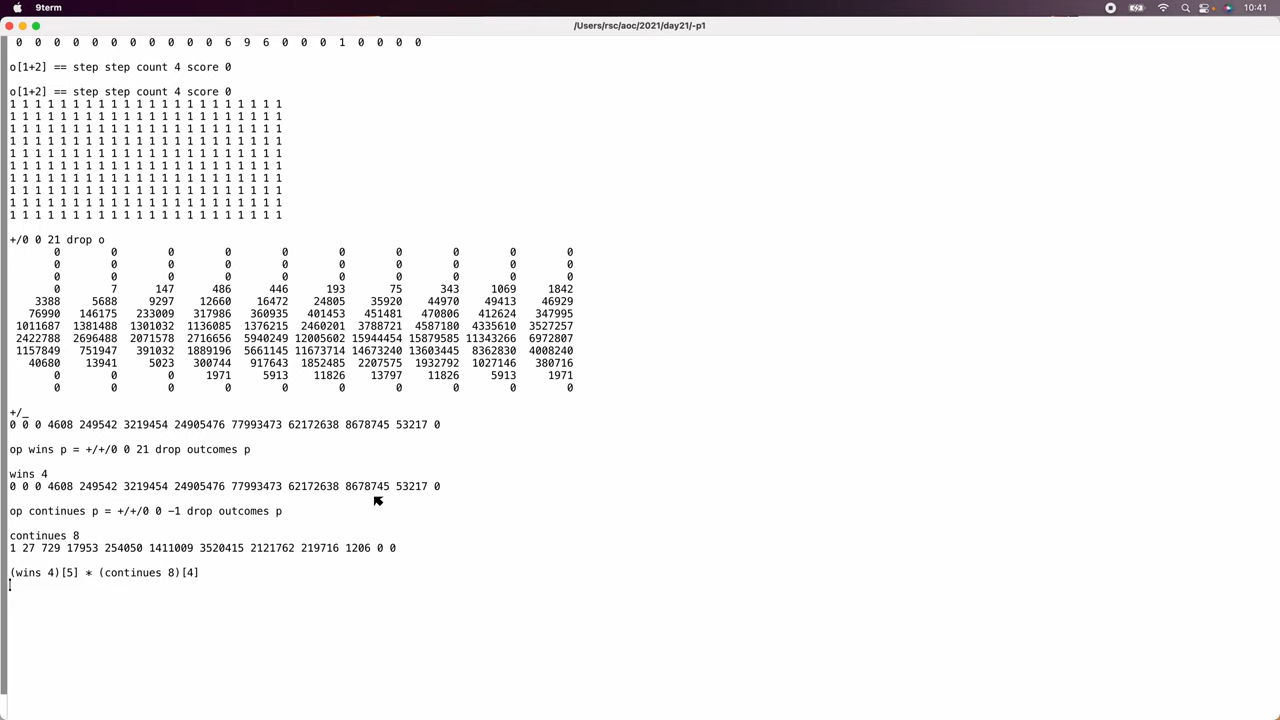 9term
10:41
/Users/rsc/aoc/2021/day21/-p1
0 0 0 0 0 0 0 0 0 0 0 6 9 6 0 0 0 1 0 0 0 0
o[1+2] == step step count 4 score 0
o[1+2] == step step count 4 score 0
1 1 1 1 1 1 1 1 1 1 1 1 1 1 1 1 1 1 1 1 1 1
1 1 1 1 1 1 1 1 1 1 1 1 1 1 1 1 1 1 1 1 1 1
1 1 1 1 1 1 1 1 1 1 1 1 1 1 1 1 1 1 1 1 1 1
1 1 1 1 1 1 1 1 1 1 1 1 1 1 1 1 1 1 1 1 1 1
1 1 1 1 1 1 1 1 1 1 1 1 1 1 1 1 1 1 1 1 1 1
1 1 1 1 1 1 1 1 1 1 1 1 1 1 1 1 1 1 1 1 1 1
1 1 1 1 1 1 1 1 1 1 1 1 1 1 1 1 1 1 1 1 1 1
1 1 1 1 1 1 1 1 1 1 1 1 1 1 1 1 1 1 1 1 1 1
1 1 1 1 1 1 1 1 1 1 1 1 1 1 1 1 1 1 1 1 1 1
1 1 1 1 1 1 1 1 1 1 1 1 1 1 1 1 1 1 1 1 1 1
+/0 0 21 drop o
0 0 0 0 0 0 0 0 0 0
0 0 0 0 0 0 0 0 0 0
0 0 0 0 0 0 0 0 0 0
0 7 147 486 446 193 75 343 1069 1842
3388 5688 9297 12660 16472 24805 35920 44970 49413 46929
76990 146175 233009 317986 360935 401453 451481 470806 412624 347995
1011687 1381488 1301032 1136085 1376215 2460201 3788721 4587180 4335610 3527257
2422788 2696488 2071578 2716656 5940249 12005602 15944454 15879585 11343266 6972807
1157849 751947 391032 1889196 5661145 11673714 14673240 13603445 8362830 4008240
40680 13941 5023 300744 917643 1852485 2207575 1932792 1027146 380716
0 0 0 1971 5913 11826 13797 11826 5913 1971
0 0 0 0 0 0 0 0 0 0
+/_
0 0 0 4608 249542 3219454 24905476 77993473 62172638 8678745 53217 0
op wins p = +/+/0 0 21 drop outcomes p
wins 4
0 0 0 4608 249542 3219454 24905476 77993473 62172638 8678745 53217 0
op continues p = +/+/0 0 -1 drop outcomes p
continues 8
1 27 729 17953 254050 1411009 3520415 2121762 219716 1206 0 0
(wins 4)[5] * (continues 8)[4]